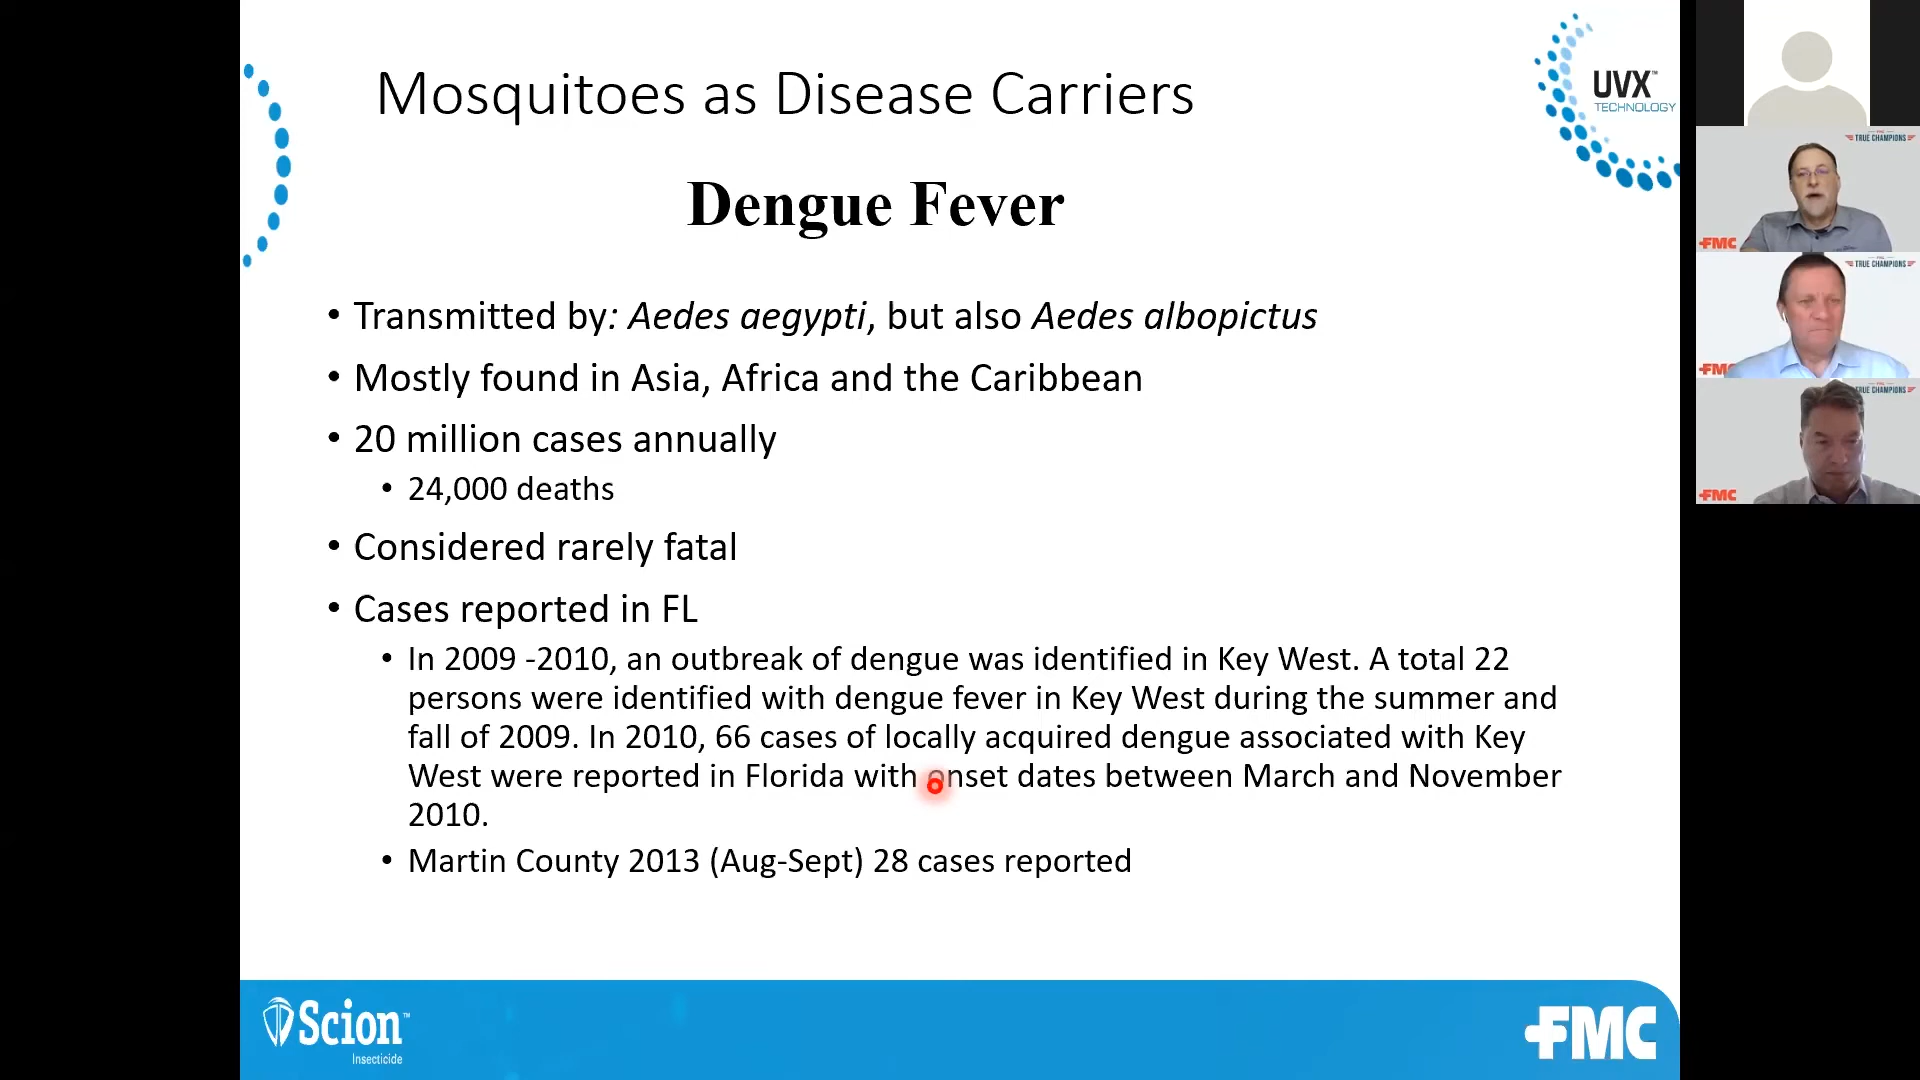 Mosquitoes as Disease Carriers
UVX™
TECHNOLOGY
Dengue Fever
• Transmitted by: Aedes aegypti, but also Aedes albopictus
• Mostly found in Asia, Africa and the Caribbean
• 20 million cases annually
• 24,000 deaths
• Considered rarely fatal
• Cases reported in FL
• In 2009 -2010, an outbreak of dengue was identified in Key West. A total 22
persons were identified with dengue fever in Key West during the summer and
fall of 2009. In 2010, 66 cases of locally acquired dengue associated with Key
West were reported in Florida with onset dates between March and November
2010.
• Martin County 2013 (Aug-Sept) 28 cases reported
Scion™
Insecticide
FMC
TRUE CHAMPIONS
FMC
TRUE CHAMPIONS
FMC
TRUE CHAMPIONS
FMC